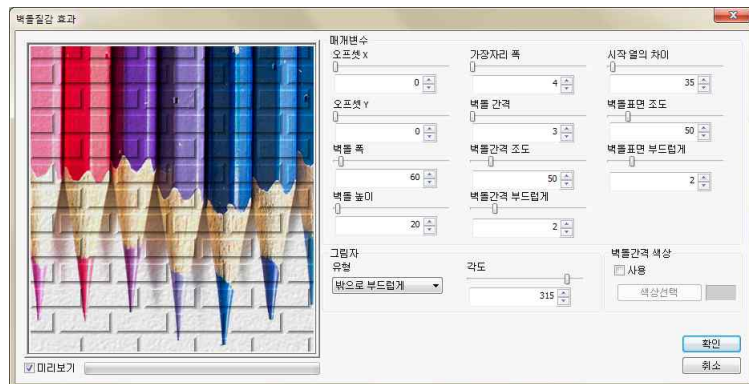 벽돌질감 효과
매개변수
오프셋 X
0
가장자리 폭
4
시작 열의 차이
35
오프셋 Y
0
벽돌 간격
3
벽돌표면 조도
50
벽돌 폭
60
벽돌간격 조도
50
벽돌표면 부드럽게
2
벽돌 높이
20
벽돌간격 부드럽게
2
그림자
유형
밖으로 부드럽게
각도
315
벽돌간격 색상
사용
색상선택
미리보기
확인
취소